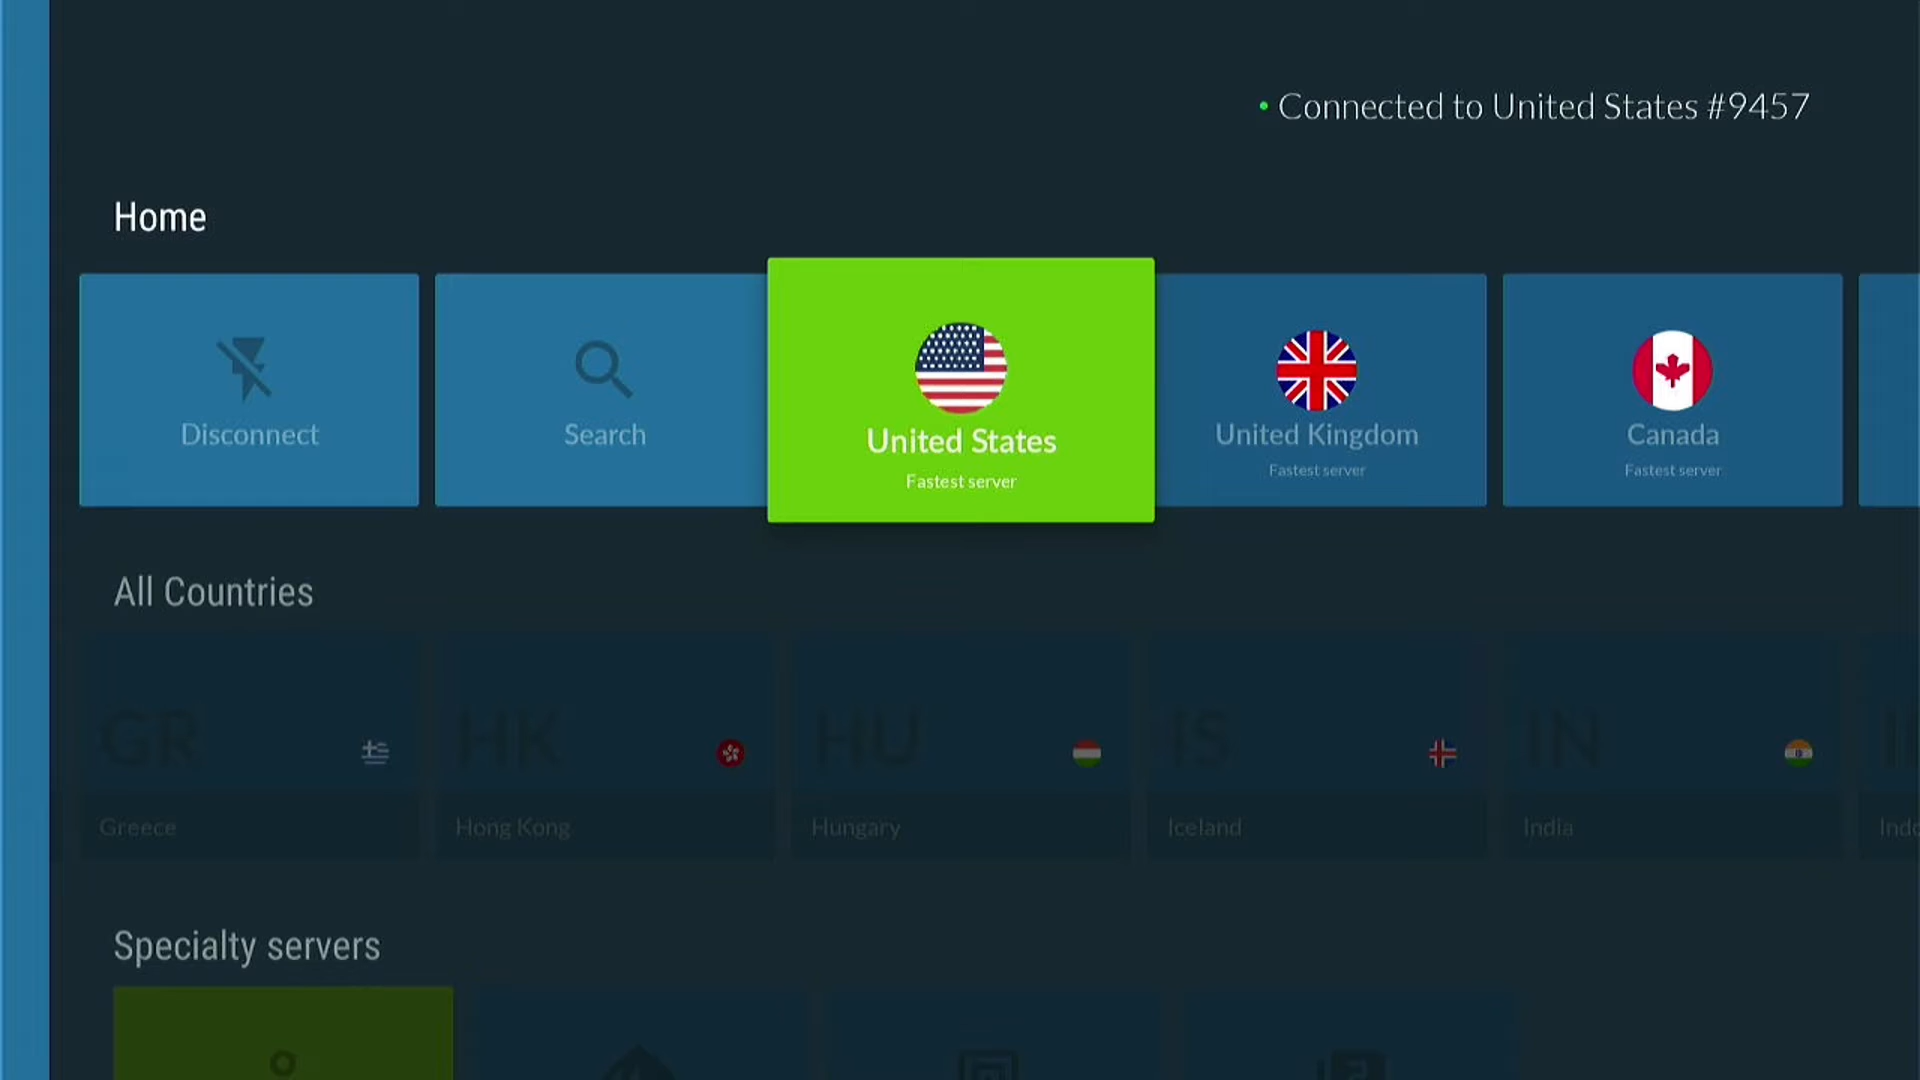 Connected to United States #9457
Home
Disconnect
Search
United States
Fastest server
United Kingdom
Fastest server
Canada
Fastest server
All Countries
GR
HK
HU
IS
IN
Greece
Hong Kong
Hungary
Iceland
India
Specialty servers